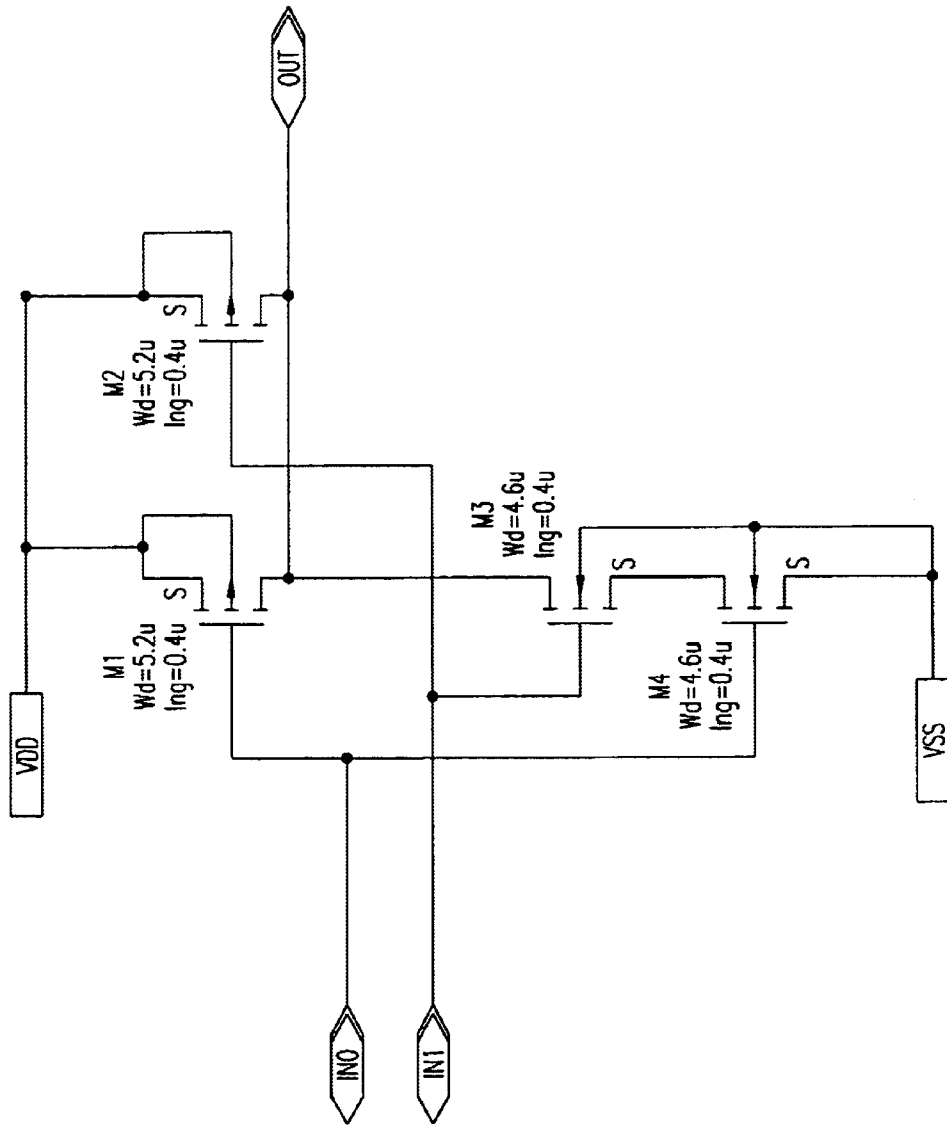 VDD
M1
Wd=5.2u
lng=0.4u
S
M2
Wd=5.2u
lng=0.4u
S
OUT
IN0
IN1
M3
Wd=4.6u
lng=0.4u
S
M4
Wd=4.6u
lng=0.4u
S
VSS